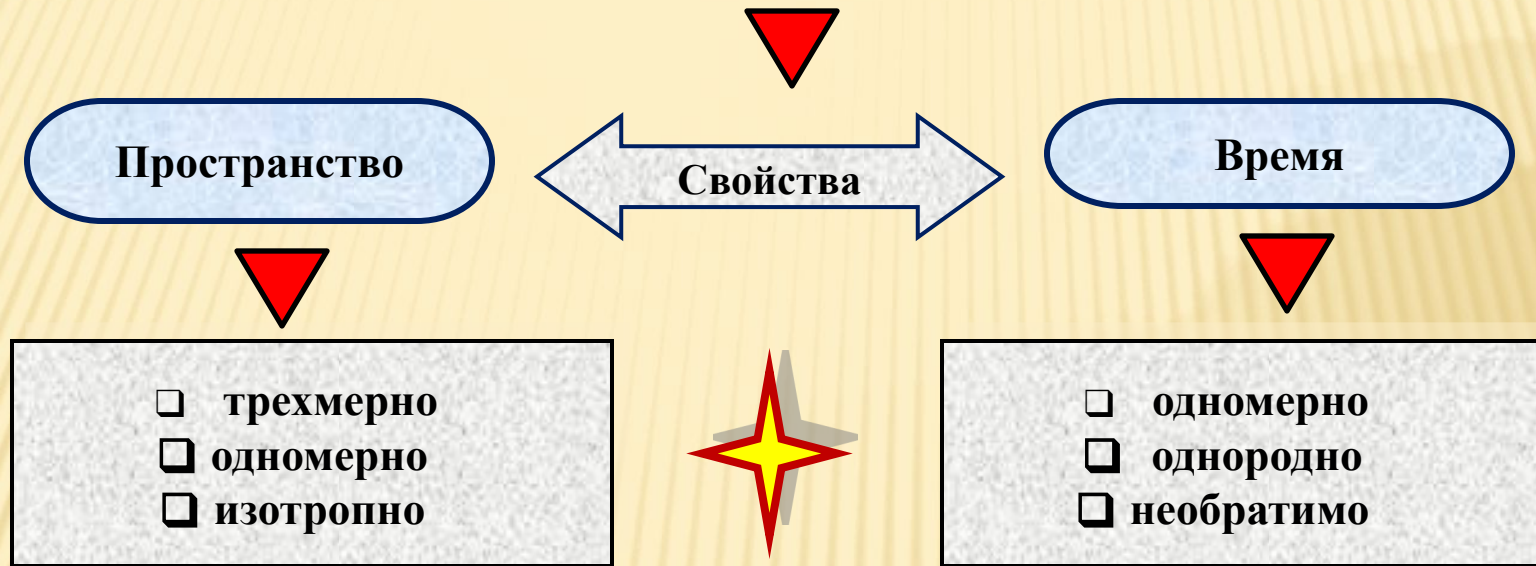 Пространство
Свойства
Время
трехмерно
одномерно
изотропно
одномерно
однородно
необратимо